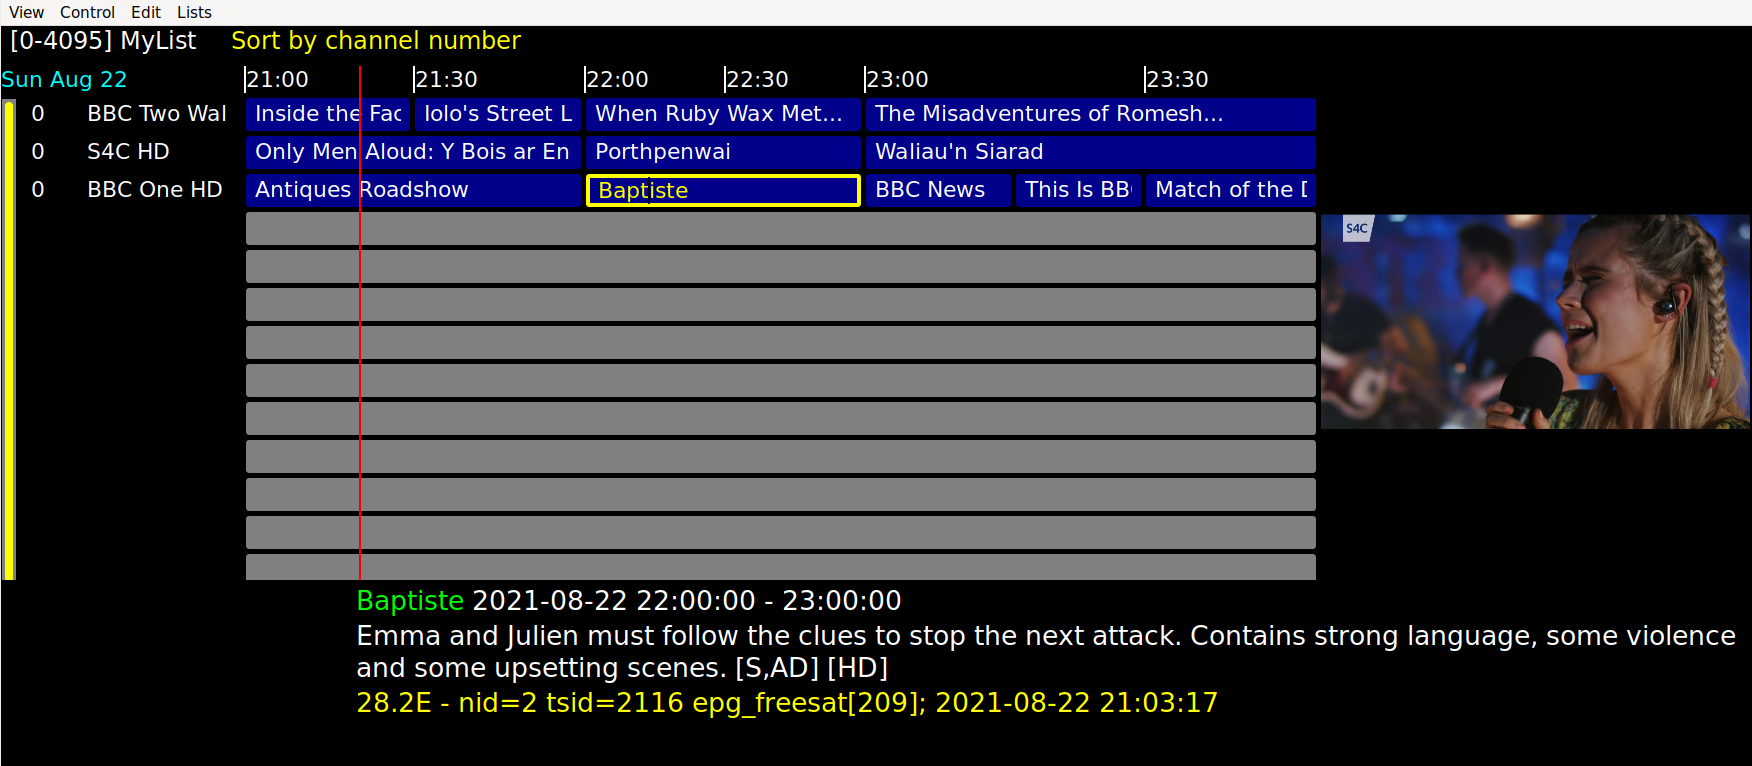 View Control Edit Lists
[0-4095] MyList Sort by channel number
Sun Aug 22 21:00 21:30 22:00 22:30 23:00 23:30
0 BBC Two Wal Inside the Fac Iolo's Street L When Ruby Wax Met... The Misadventures of Romesh...
0 S4C HD Only Men Aloud: Y Bois ar En Porthpenwai Waliau'n Siarad
0 BBC One HD Antiques Roadshow Baptiste BBC News This Is BB Match of the
S4C
Baptiste 2021-08-22 22:00:00 - 23:00:00
Emma and Julien must follow the clues to stop the next attack. Contains strong language, some violence
and some upsetting scenes. [S,AD] [HD]
28.2E - nid=2 tsid=2116 epg_freesat[209]; 2021-08-22 21:03:17